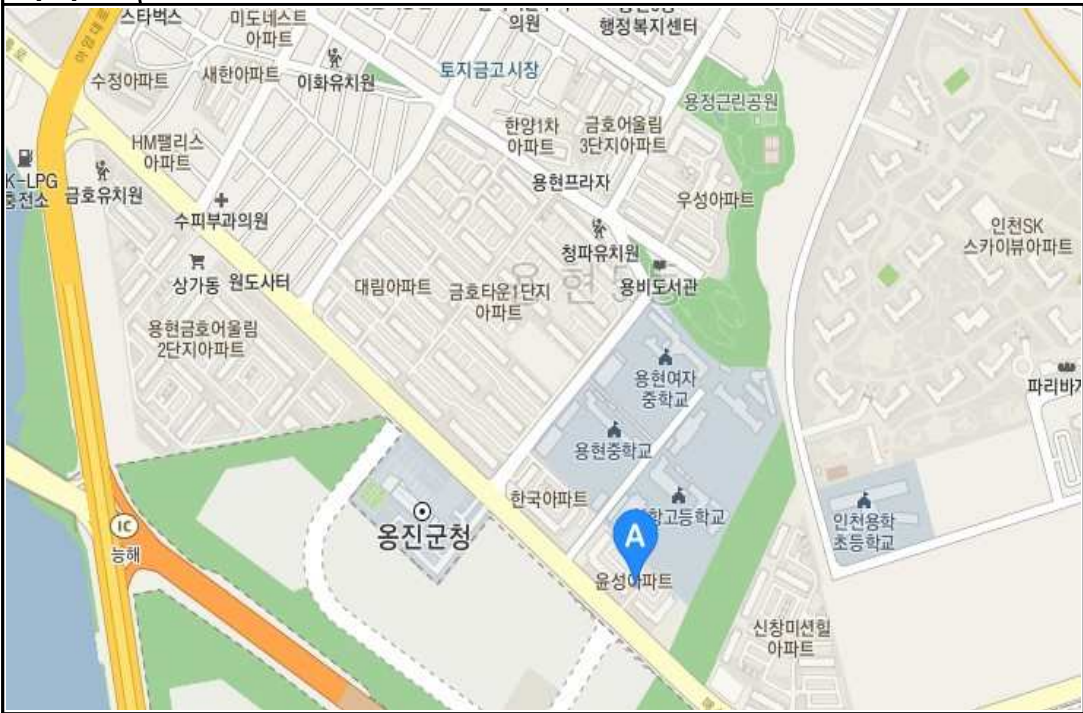 스타벅스
미도네스트
아파트
의원
행정복지센터
수정아파트
새한아파트
이화유치원
토지금고시장
용정근린공원
HM팰리스
아파트
한양1차
아파트
금호어울림
3단지아파트
K-LPG
충전소
금호유치원
용현프라자
우성아파트
수피부과의원
청파유치원
인천SK
스카이뷰아파트
상가동
원도사터
대림아파트
금호타운1단지
아파트
용현5동
용비도서관
용현금호어울림
2단지아파트
용현여자
중학교
파리바게
용현중학교
한국아파트
항고등학교
인천용학
초등학교
옹진군청
IC
능해
A
윤성아파트
신창미션힐
아파트